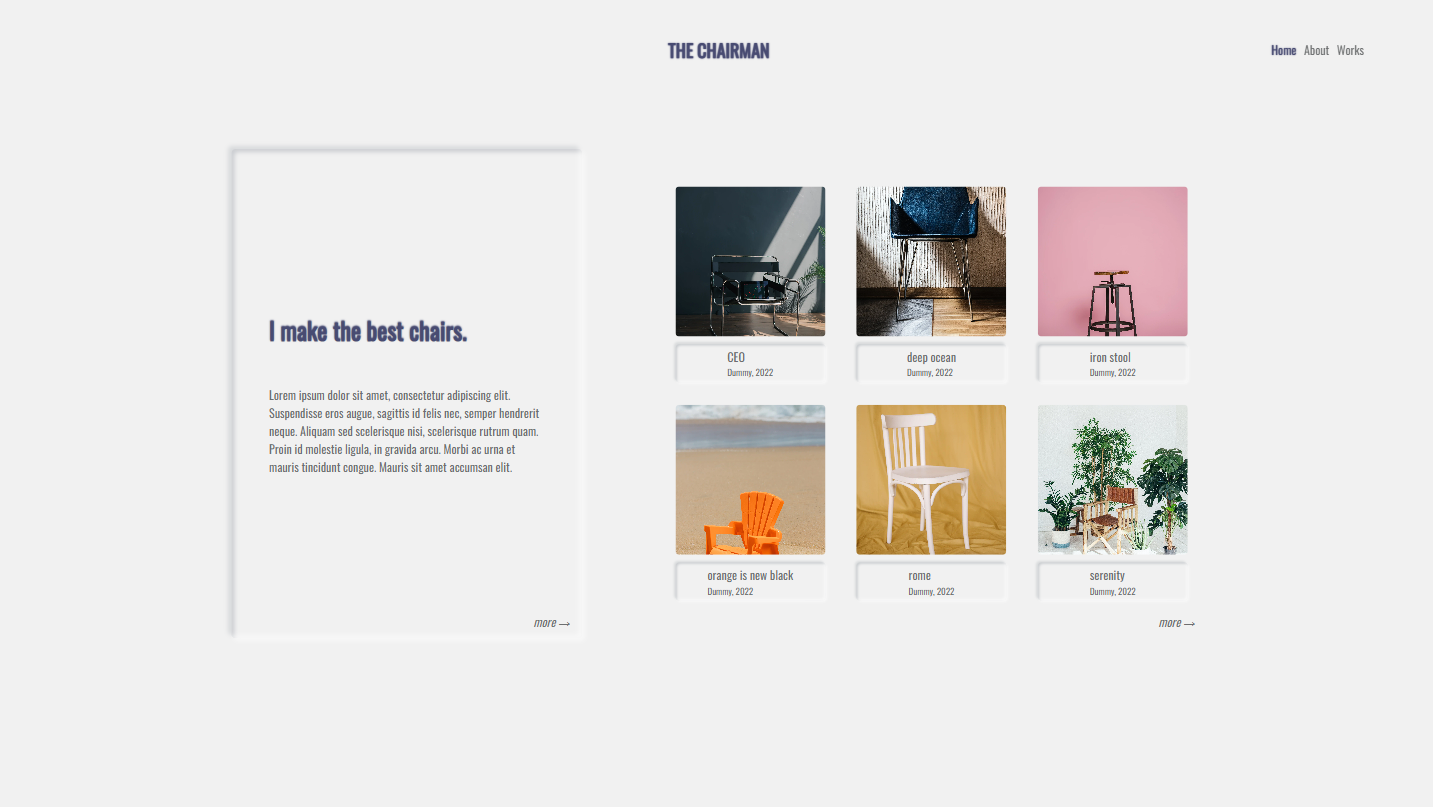 THE CHAIRMAN
Home About Works
I make the best chairs.
Lorem ipsum dolor sit amet, consectetur adipiscing elit.
Suspendisse eros augue, sagittis id felis nec, semper hendrerit
neque. Aliquam sed scelerisque nisi, scelerisque rutrum quam.
Proin id molestie ligula, in gravida arcu. Morbi ac urna et
mauris tincidunt congue. Mauris sit amet accumsan elit.
more →
CEO
Dummy, 2022
deep ocean
Dummy, 2022
iron stool
Dummy, 2022
orange is new black
Dummy, 2022
rome
Dummy, 2022
serenity
Dummy, 2022
more →